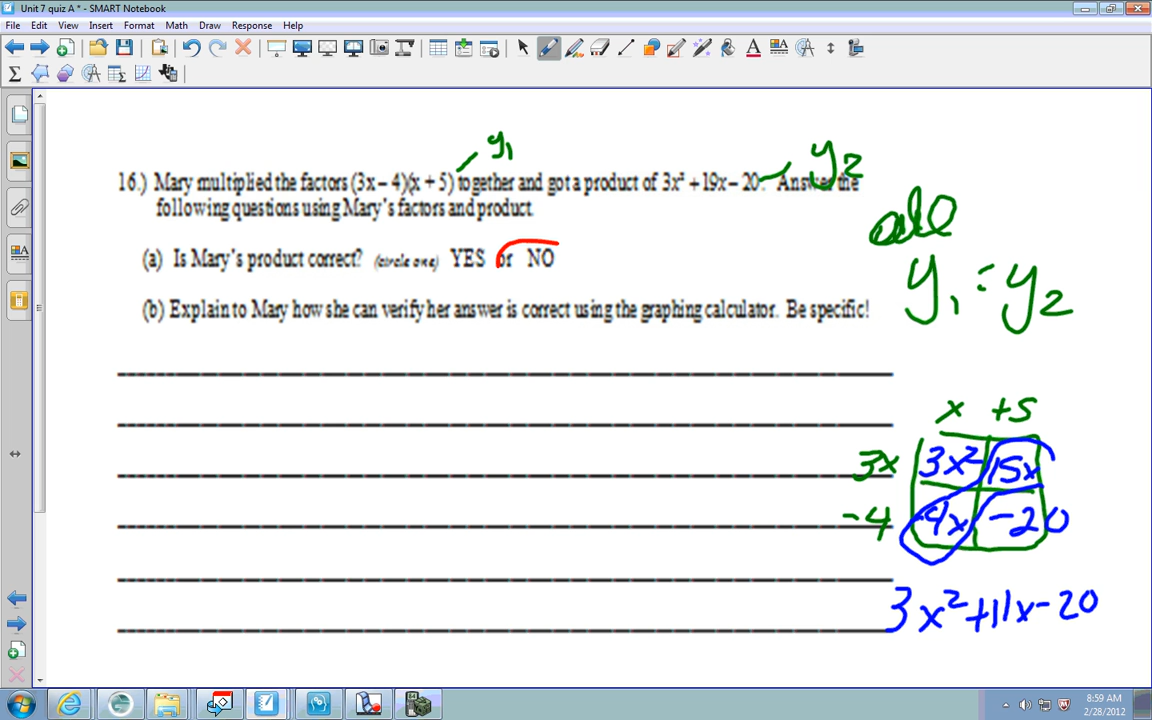 Unit 7 quiz A * - SMART Notebook
File Edit View Insert Format Math Draw Response Help
y1
y2
16.) Mary multiplied the factors (3x – 4)(x + 5) together and got a product of 3x² + 19x – 20. Answer the
following questions using Mary's factors and product.
(a) Is Mary's product correct? (circle one) YES or NO
(b) Explain to Mary how she can verify her answer is correct using the graphing calculator. Be specific!
y1 = y2
x +5
3x 3x² 15x
-4 -4x -20
3x²+11x-20
8:59 AM
2/28/2012